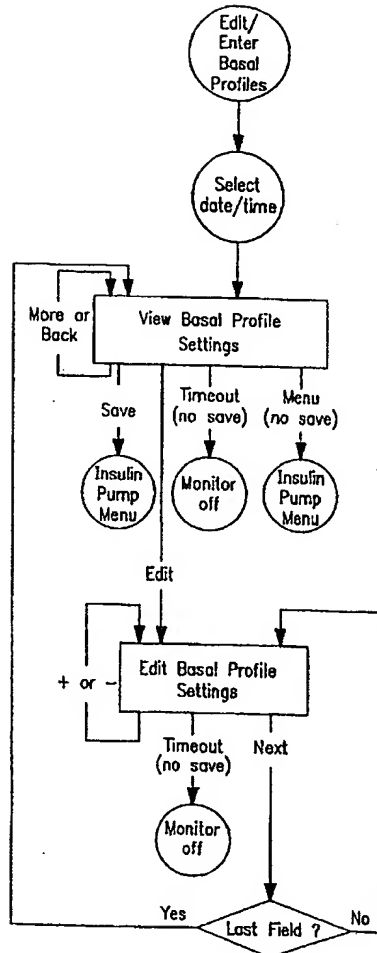 Edit/
Enter
Basal
Profiles
Select
date/time
More or
Back
View Basal Profile
Settings
Save
Timeout
(no save)
Menu
(no save)
Insulin
Pump
Menu
Monitor
off
Insulin
Pump
Menu
Edit
+ or -
Edit Basal Profile
Settings
Timeout
(no save)
Next
Monitor
off
Yes
Last Field ?
No